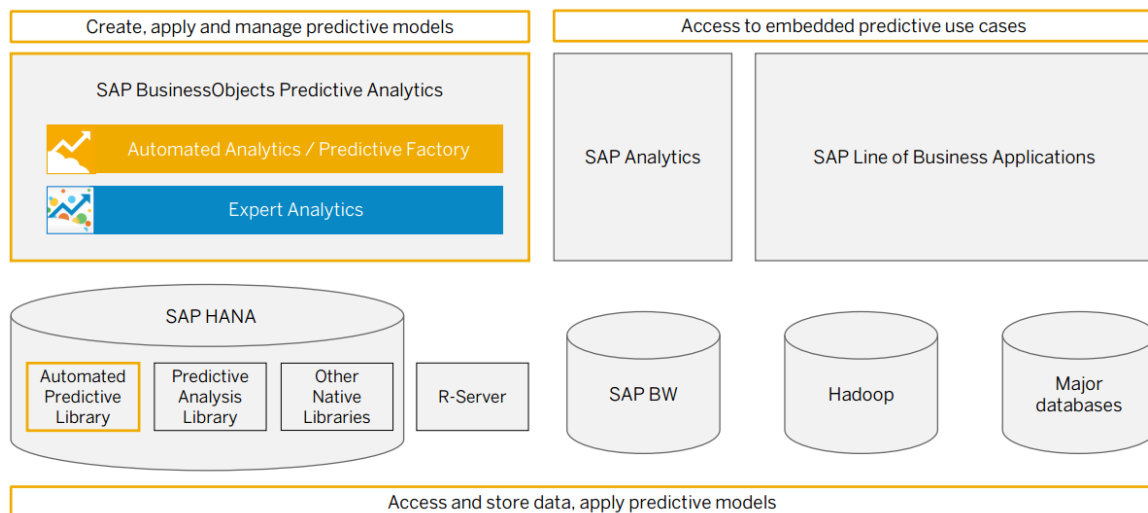 Create, apply and manage predictive models
Access to embedded predictive use cases
SAP BusinessObjects Predictive Analytics
Automated Analytics / Predictive Factory
Expert Analytics
SAP Analytics
SAP Line of Business Applications
SAP HANA
Automated
Predictive
Library
Predictive
Analysis
Library
Other
Native
Libraries
R-Server
SAP BW
Hadoop
Major
databases
Access and store data, apply predictive models